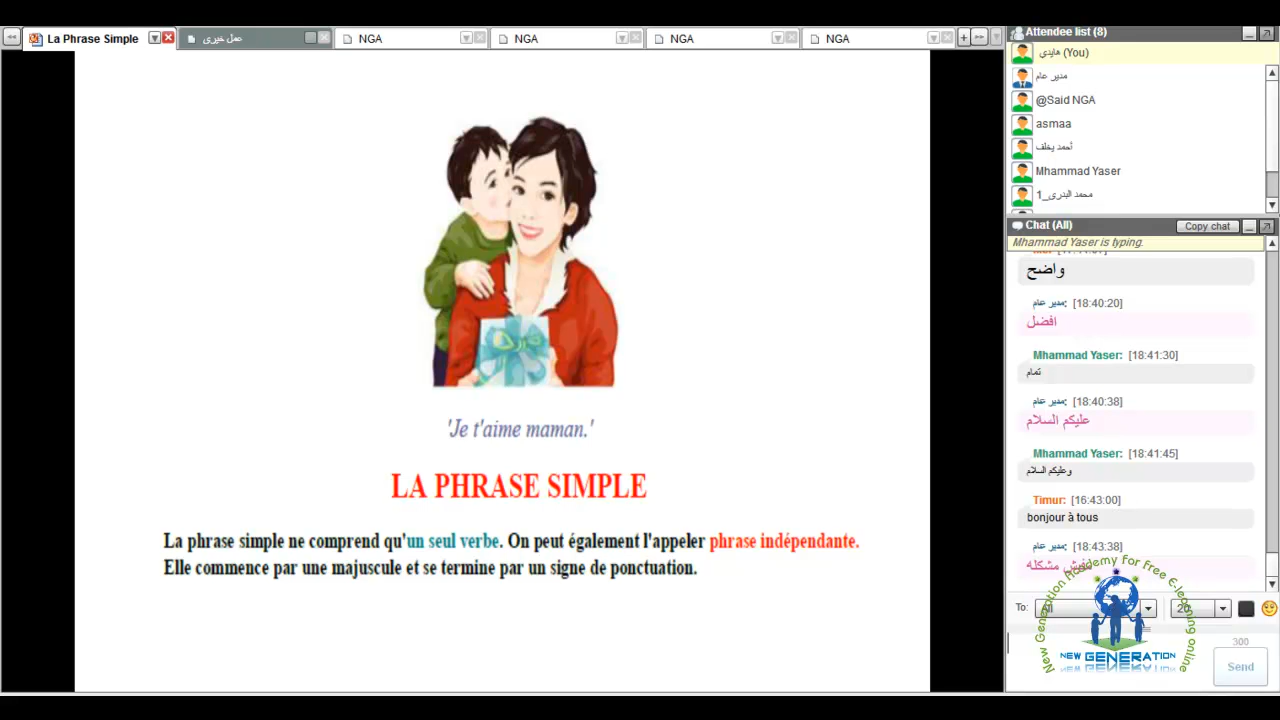 La Phrase Simple
عمل خيرى
NGA
NGA
NGA
NGA
'Je t'aime maman.'
LA PHRASE SIMPLE
La phrase simple ne comprend qu'un seul verbe. On peut également l'appeler phrase indépendante.
Elle commence par une majuscule et se termine par un signe de ponctuation.
Attendee list (8)
هايدي (You)
مدير عام
@Said NGA
asmaa
أحمد يخلف
Mhammad Yaser
محمد البدرى_1
Chat (All)
Copy chat
Mhammad Yaser is typing.
واضح
مدير عام: [18:40:20]
افضل
Mhammad Yaser: [18:41:30]
تمام
مدير عام: [18:40:38]
عليكم السلام
Mhammad Yaser: [18:41:45]
وعليكم السلام
Timur: [16:43:00]
bonjour à tous
مدير عام: [18:43:38]
مفيش مشكله
To:
20
300
Send
New Generation Academy For Free E-learning online
NEW GENERATION